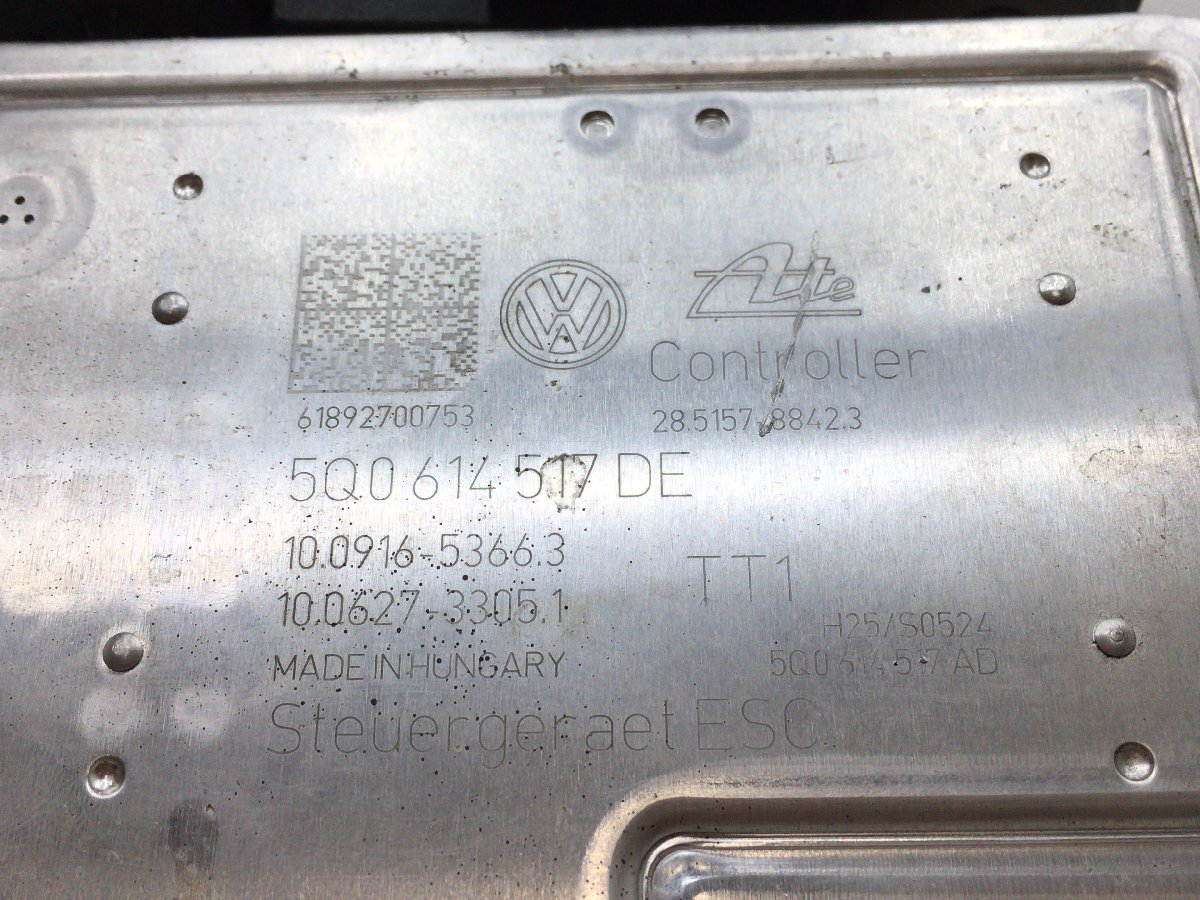 Ate
Controller
61892700753
28.5157-8842.3
5Q0 614 517 DE
10.0916-5366.3
TT1
10.0627-3305.1
H25/S0524
MADE IN HUNGARY
5Q0 614 517 AD
Steuergeraet ESC